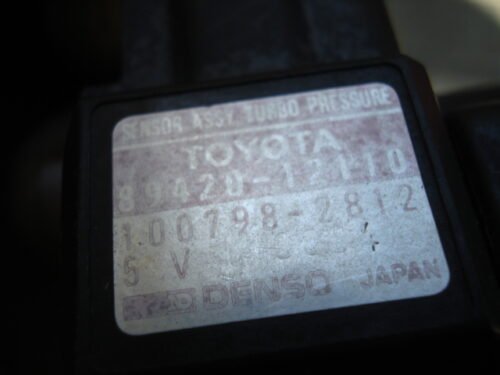 SENSOR ASSY TURBO PRESSURE
TOYOTA
89420-12110
100798-2812
5 V
DENSO JAPAN